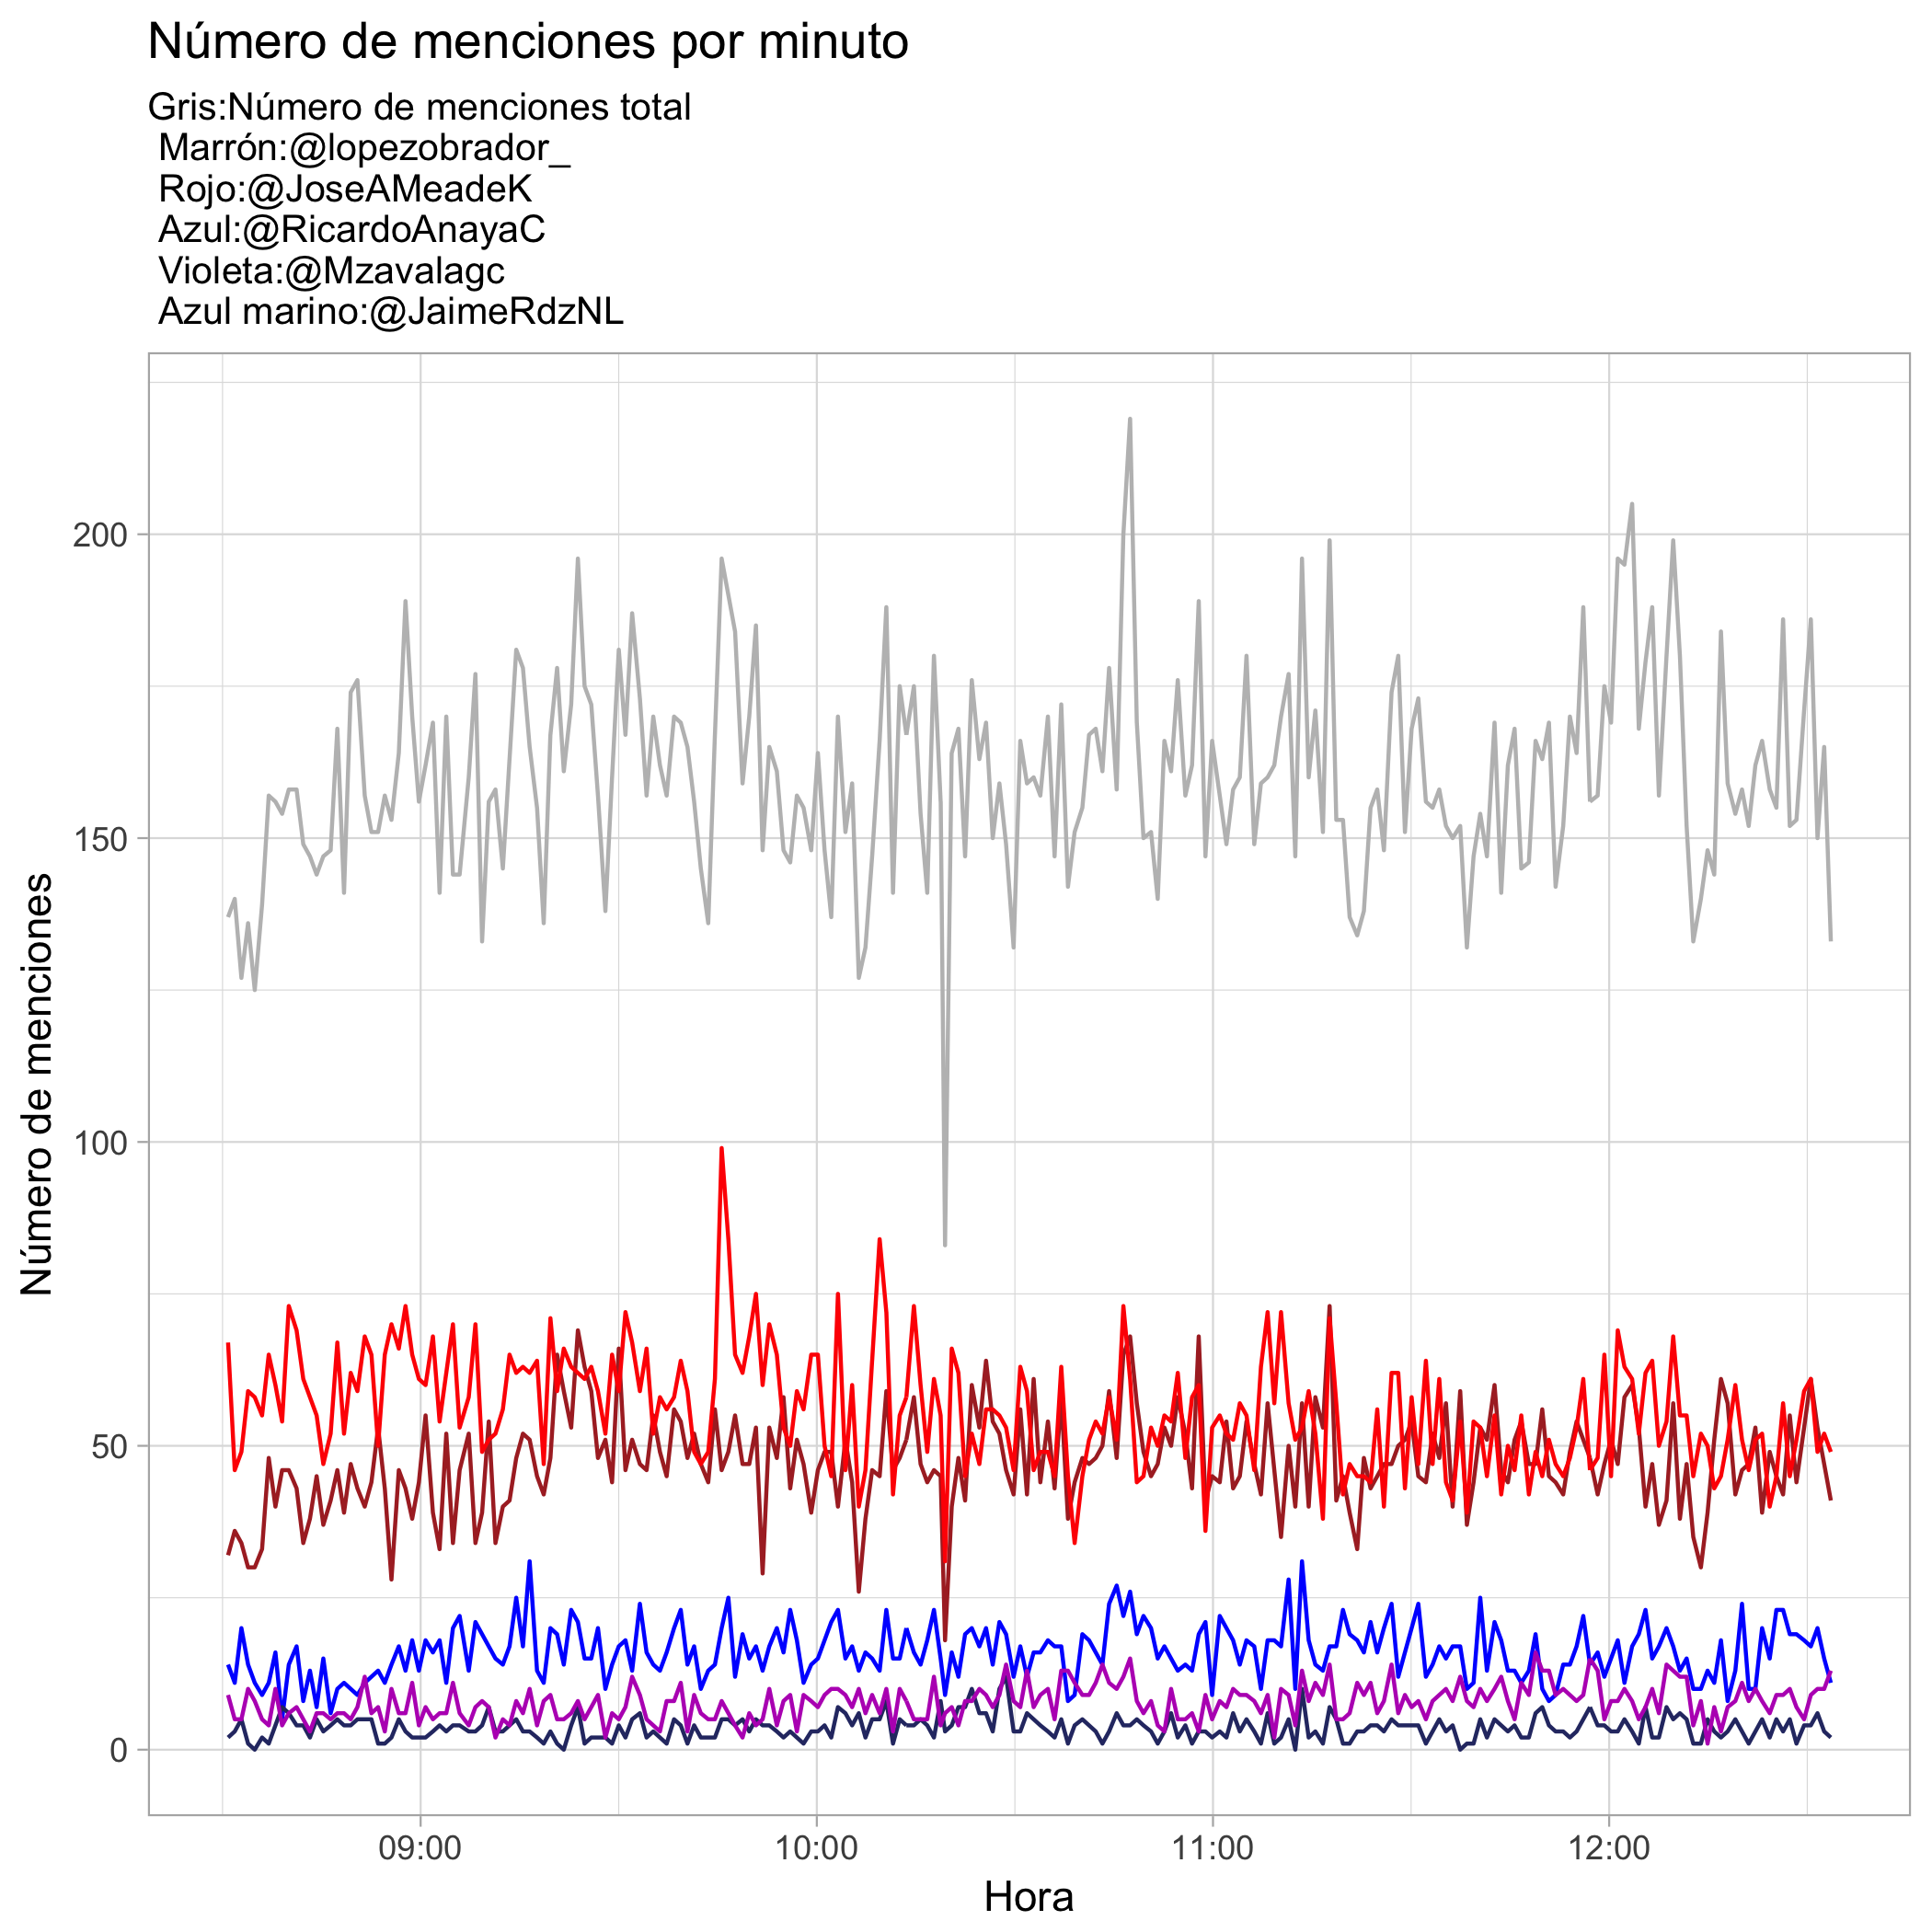 Número de menciones por minuto
Gris:Número de menciones total
Marrón:@lopezobrador_
Rojo:@JoseAMeadeK
Azul:@RicardoAnayaC
Violeta:@Mzavalagc
Azul marino:@JaimeRdzNL
Número de menciones
200
150
100
50
0
09:00 10:00 11:00 12:00
Hora